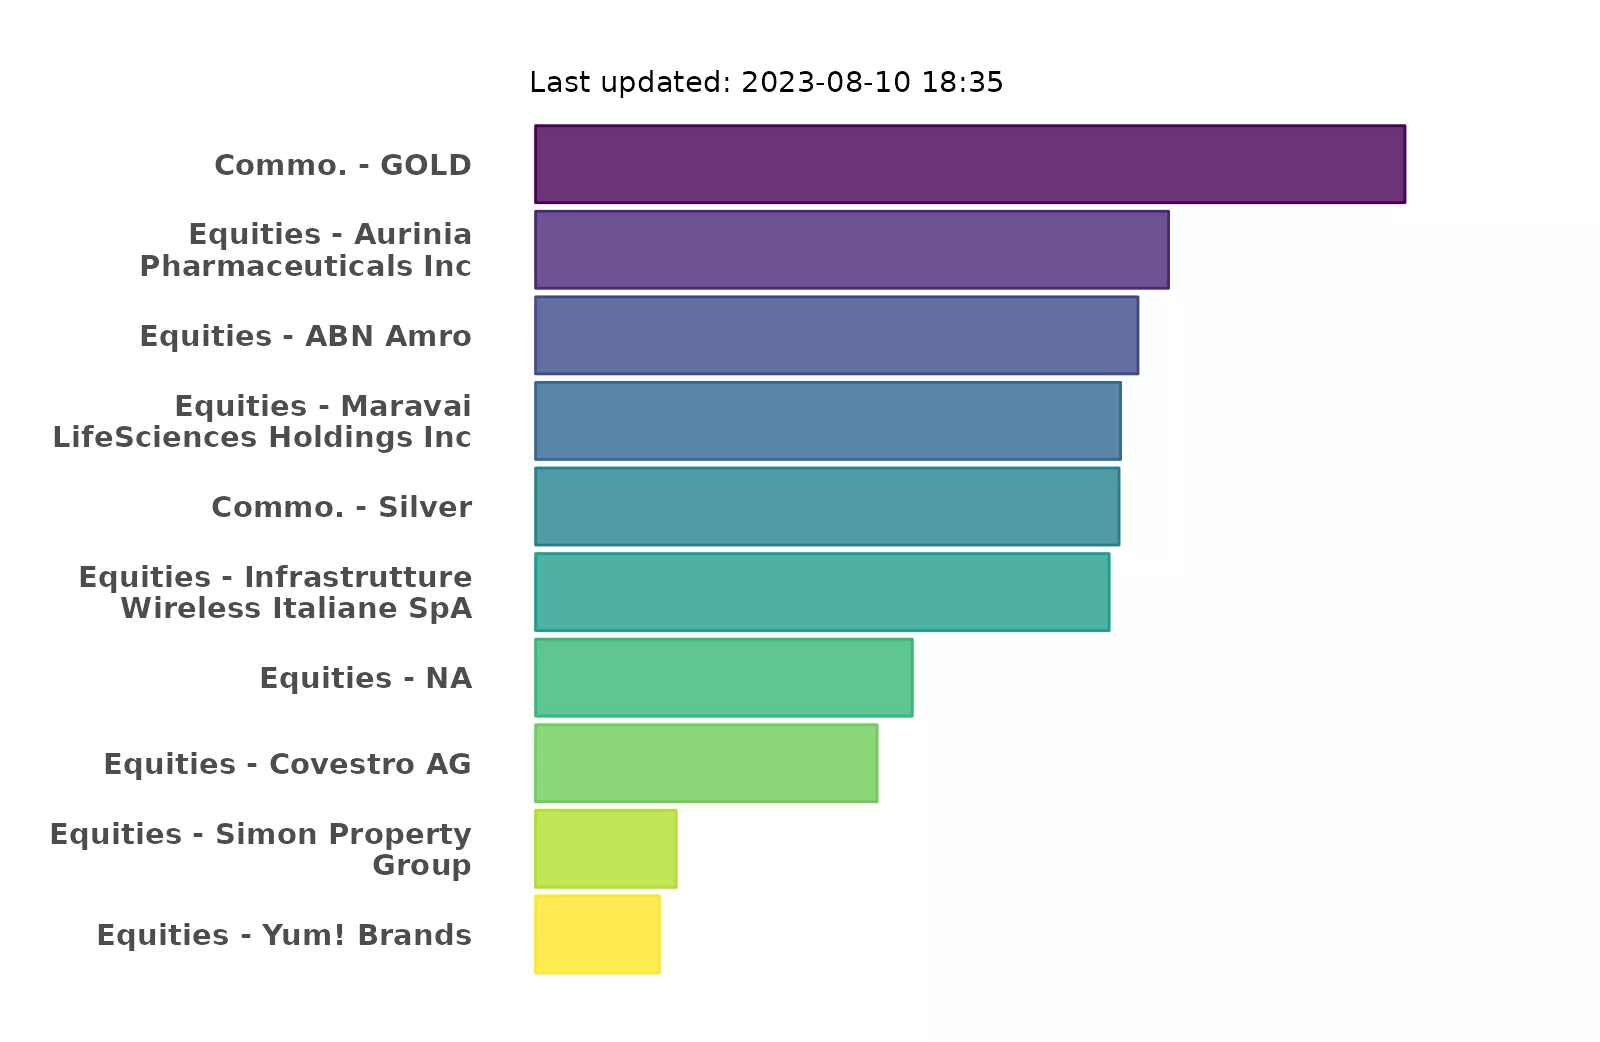 Last updated: 2023-08-10 18:35
Commo. - GOLD
Equities - Aurinia
Pharmaceuticals Inc
Equities - ABN Amro
Equities - Maravai
LifeSciences Holdings Inc
Commo. - Silver
Equities - Infrastrutture
Wireless Italiane SpA
Equities - NA
Equities - Covestro AG
Equities - Simon Property
Group
Equities - Yum! Brands